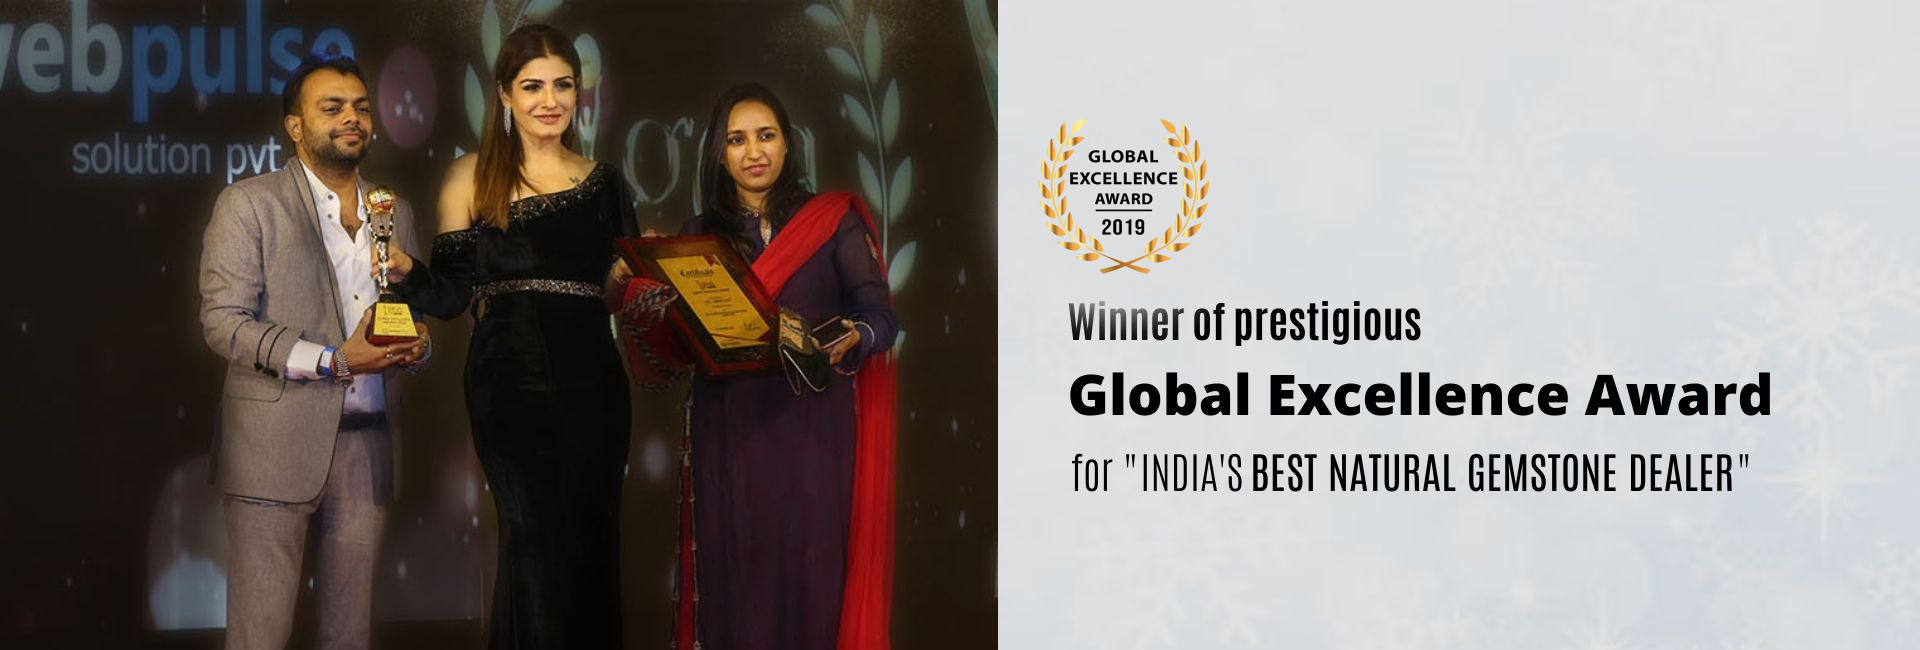 webpulse
solution pvt
GLOBAL
EXCELLENCE
AWARD
2019
Certificate
Winner of prestigious
Global Excellence Award
for "INDIA'S BEST NATURAL GEMSTONE DEALER"